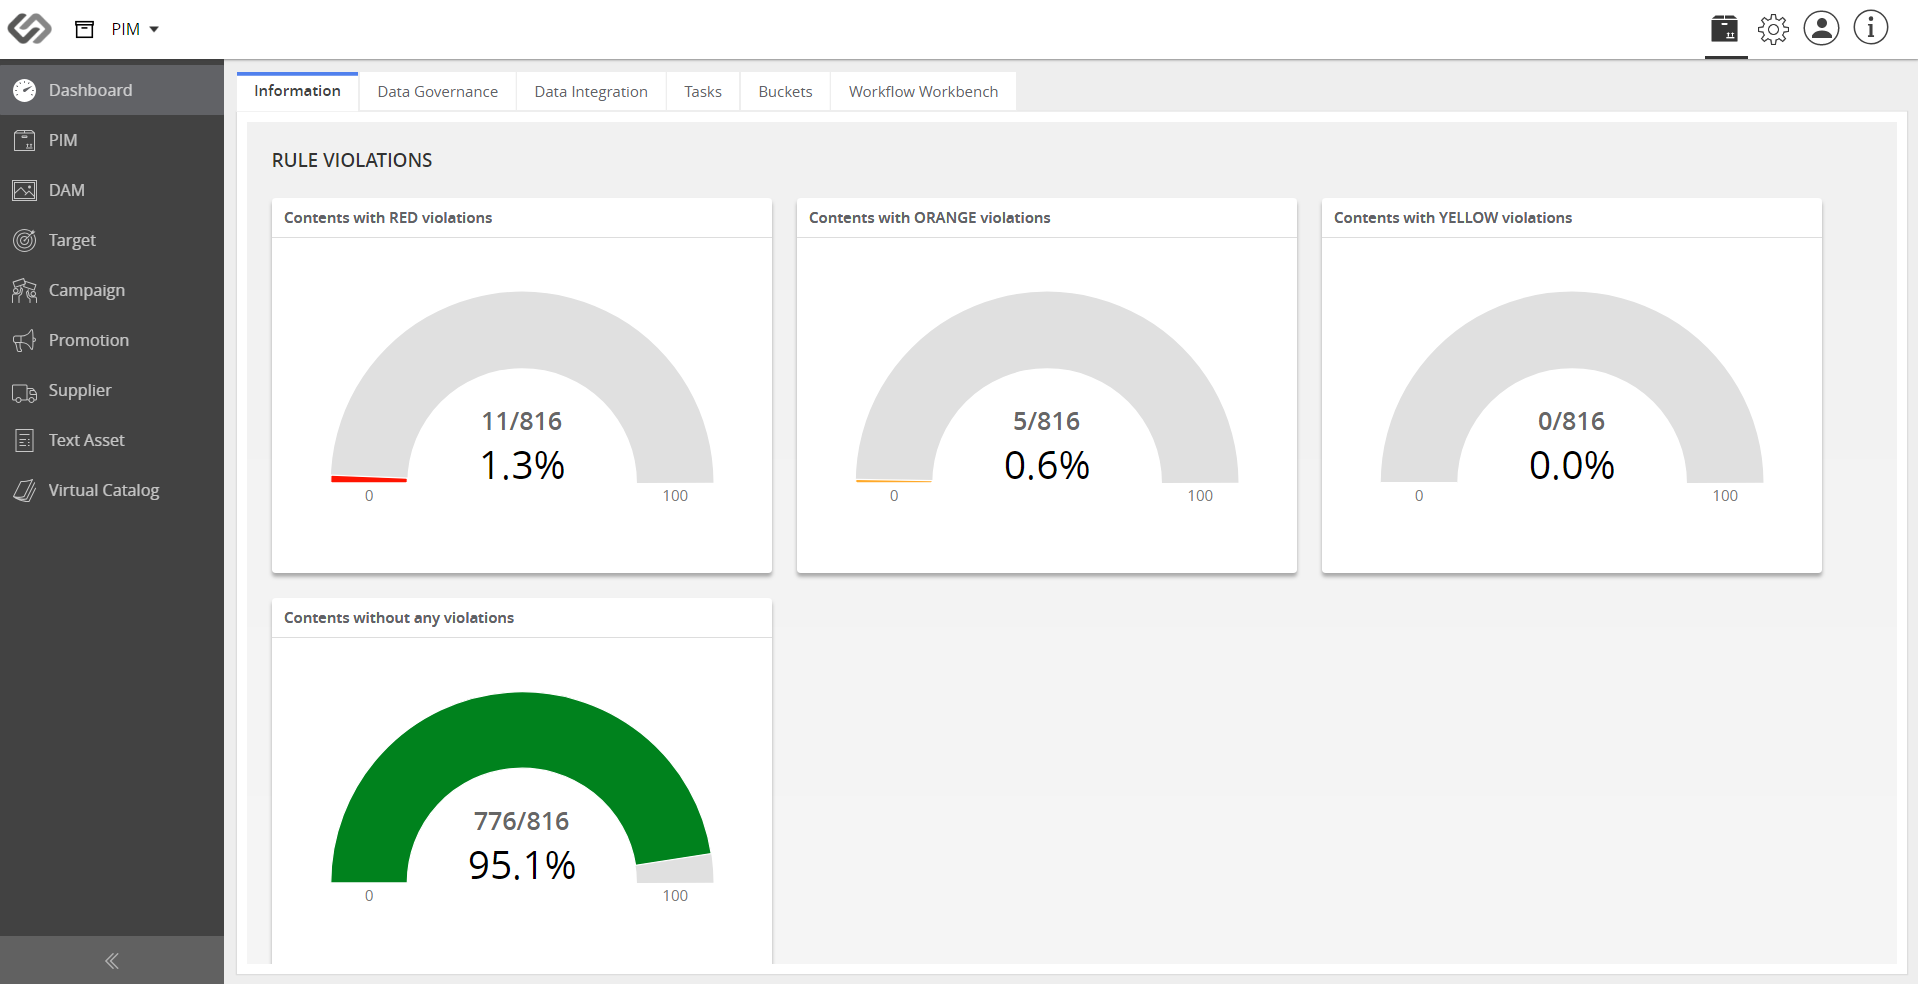 PIM
Dashboard
PIM
DAM
Target
Campaign
Promotion
Supplier
Text Asset
Virtual Catalog
Information
Data Governance
Data Integration
Tasks
Buckets
Workflow Workbench
RULE VIOLATIONS
Contents with RED violations
11/816
1.3%
0
100
Contents with ORANGE violations
5/816
0.6%
0
100
Contents with YELLOW violations
0/816
0.0%
0
100
Contents without any violations
776/816
95.1%
0
100